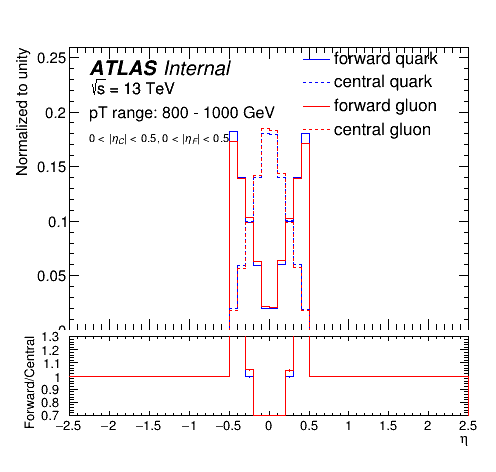 Normalized to unity
0.25
0.2
0.15
0.1
0.05
0
ATLAS Internal
√s = 13 TeV
pT range: 800 - 1000 GeV
0 < |η_C| < 0.5, 0 < |η_F| < 0.5
forward quark
central quark
forward gluon
central gluon
Forward/Central
1.3
1.2
1.1
1
0.9
0.8
0.7
−2.5 −2 −1.5 −1 −0.5 0 0.5 1 1.5 2 2.5
η